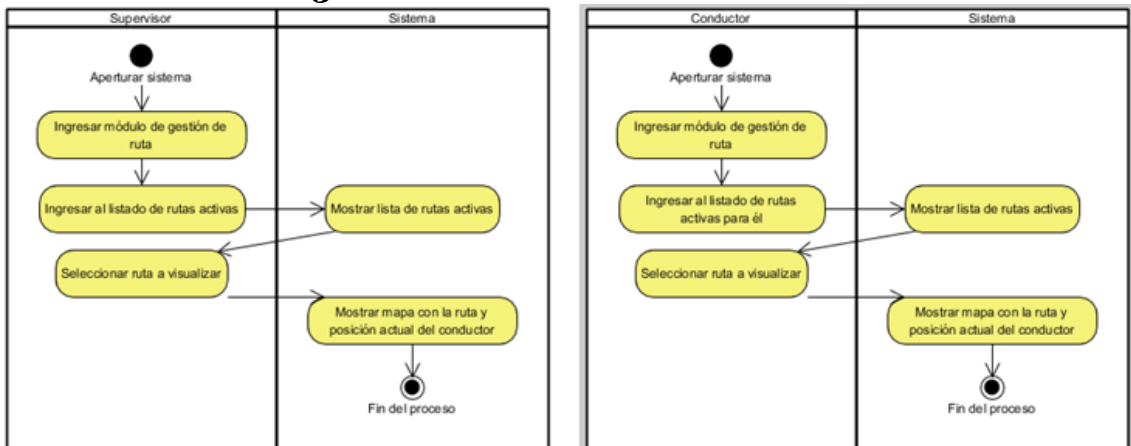 Supervisor
Sistema
Aperturar sistema
Ingresar módulo de gestión de
ruta
Ingresar al listado de rutas activas
Mostrar lista de rutas activas
Seleccionar ruta a visualizar
Mostrar mapa con la ruta y
posición actual del conductor
Fin del proceso
Conductor
Sistema
Aperturar sistema
Ingresar módulo de gestión de
ruta
Ingresar al listado de rutas
activas para él
Mostrar lista de rutas activas
Seleccionar ruta a visualizar
Mostrar mapa con la ruta y
posición actual del conductor
Fin del proceso